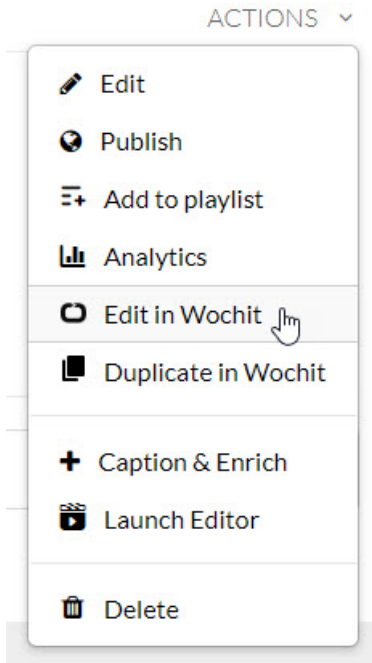 ACTIONS
Edit
Publish
Add to playlist
Analytics
Edit in Wochit
Duplicate in Wochit
Caption & Enrich
Launch Editor
Delete